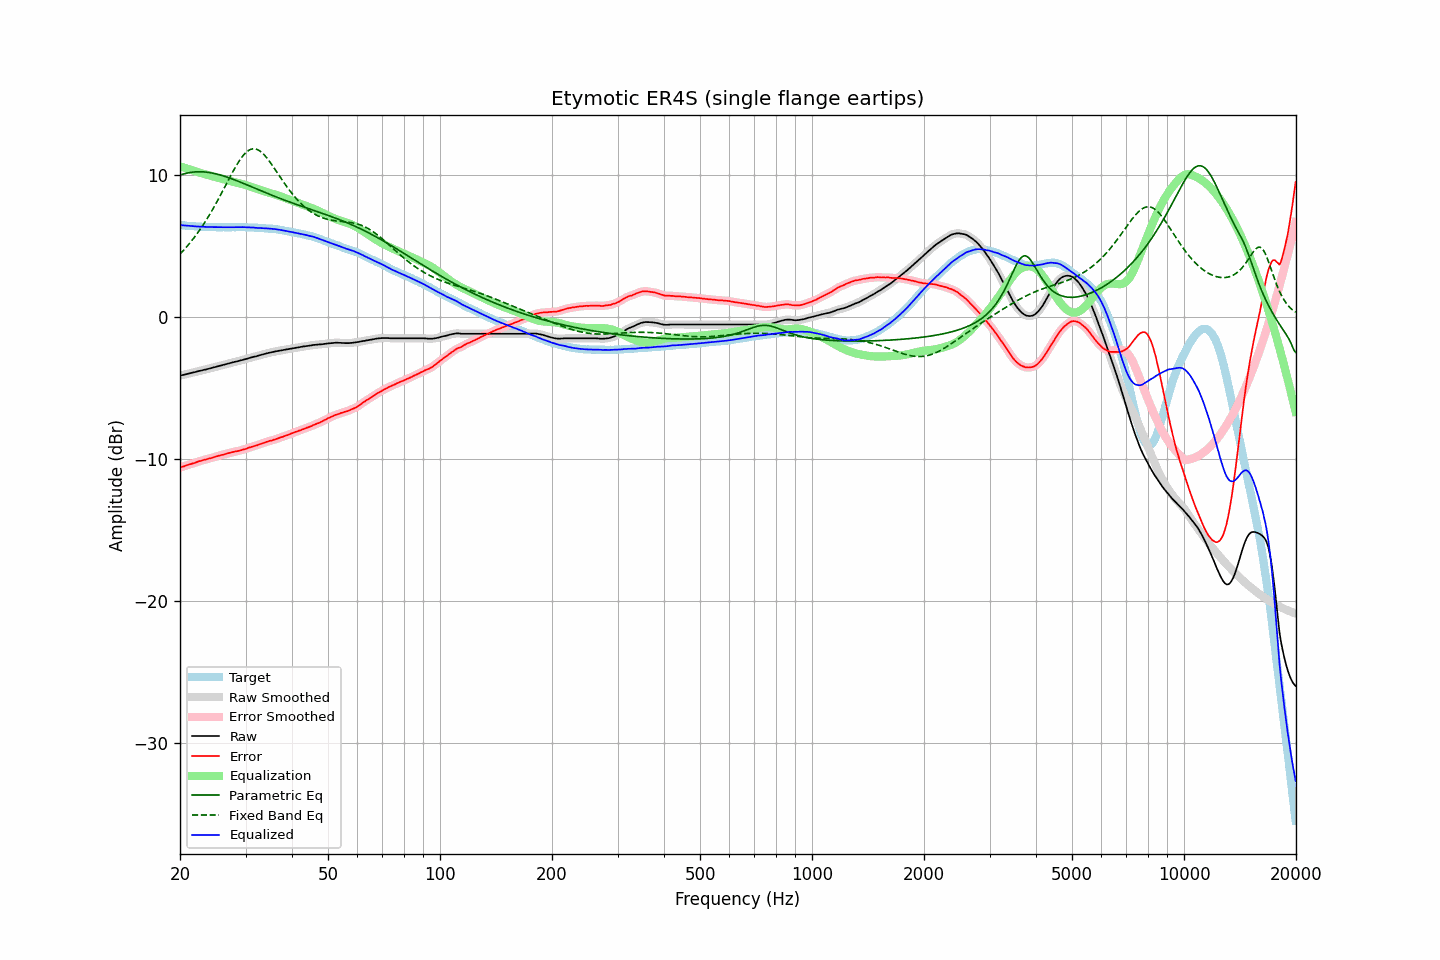 Etymotic ER4S (single flange eartips)
Amplitude (dBr)
10
0
−10
−20
−30
Target
Raw Smoothed
Error Smoothed
Raw
Error
Equalization
Parametric Eq
Fixed Band Eq
Equalized
20 50 100 200 500 1000 2000 5000 10000 20000
Frequency (Hz)